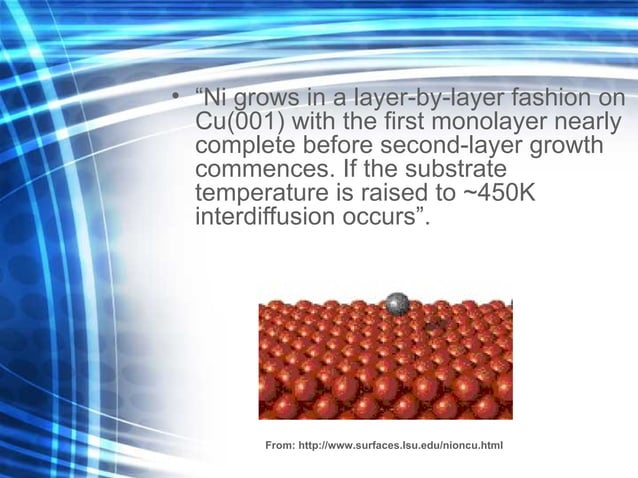 • “Ni grows in a layer-by-layer fashion on
Cu(001) with the first monolayer nearly
complete before second-layer growth
commences. If the substrate
temperature is raised to ~450K
interdiffusion occurs”.
From: http://www.surfaces.lsu.edu/nioncu.html